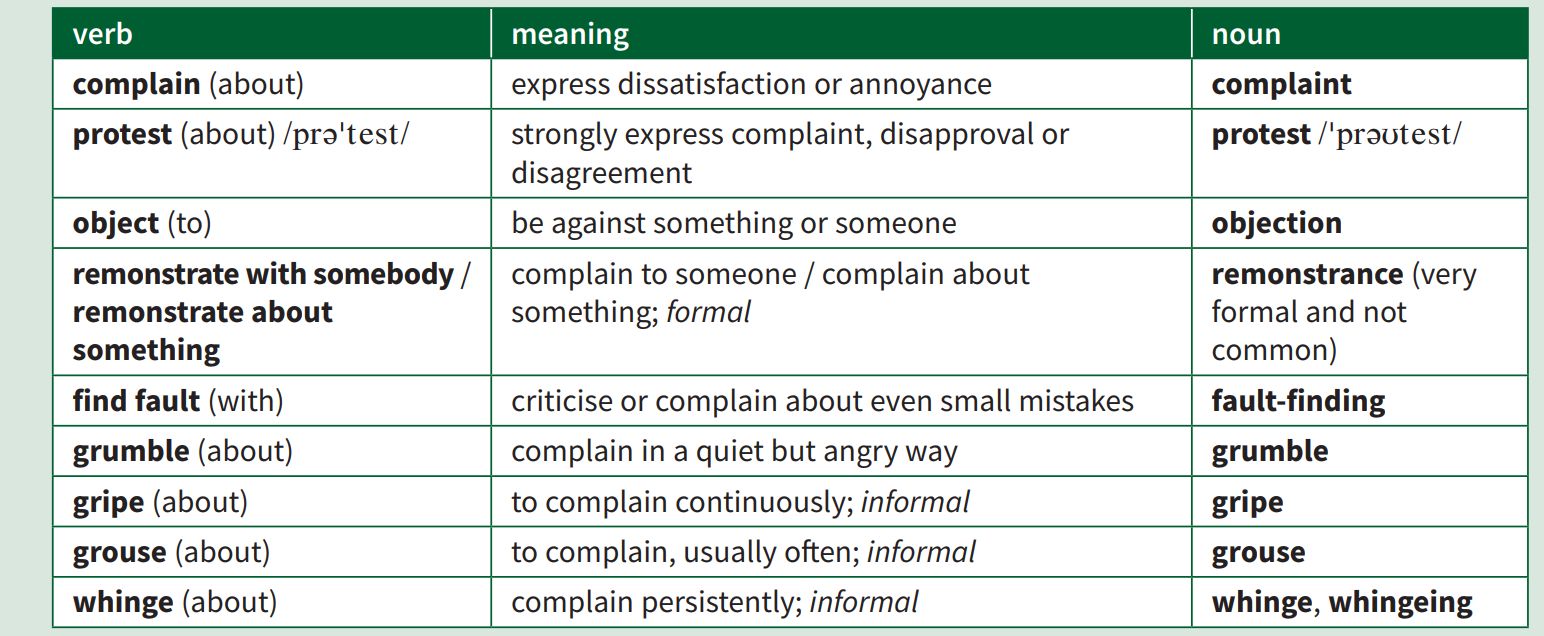 verb meaning noun
complain (about) express dissatisfaction or annoyance complaint
protest (about) /prə'test/ strongly express complaint, disapproval or protest /'prəʊtest/
disagreement
object (to) be against something or someone objection
remonstrate with somebody / complain to someone / complain about remonstrance (very
remonstrate about something; formal formal and not
something common)
find fault (with) criticise or complain about even small mistakes fault-finding
grumble (about) complain in a quiet but angry way grumble
gripe (about) to complain continuously; informal gripe
grouse (about) to complain, usually often; informal grouse
whinge (about) complain persistently; informal whinge, whingeing